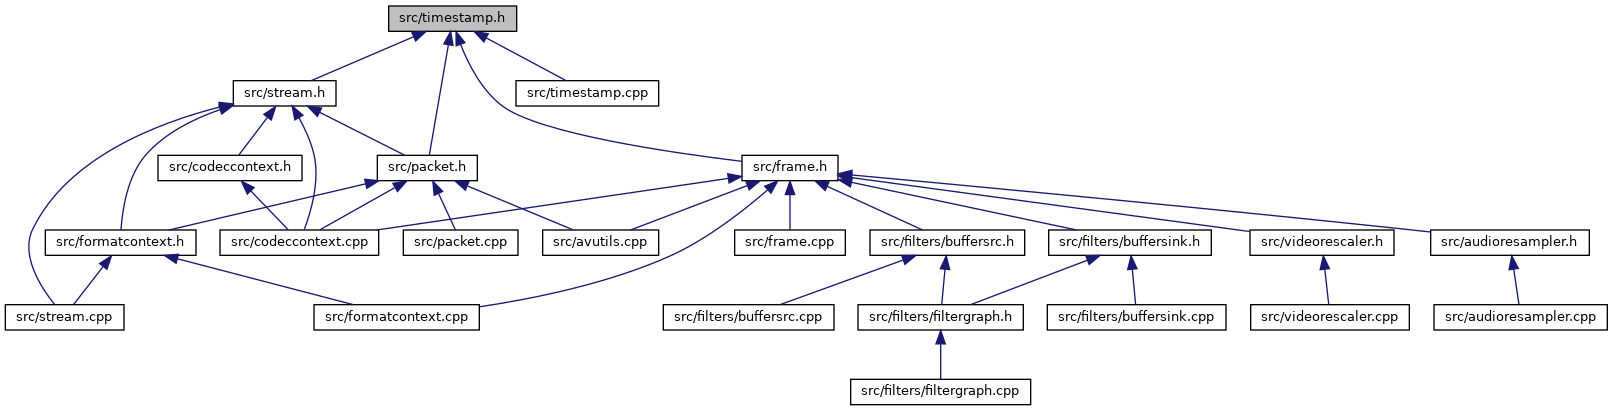 src/timestamp.h
src/stream.h
src/timestamp.cpp
src/codeccontext.h
src/packet.h
src/frame.h
src/formatcontext.h
src/codeccontext.cpp
src/packet.cpp
src/avutils.cpp
src/frame.cpp
src/filters/buffersrc.h
src/filters/buffersink.h
src/videorescaler.h
src/audioresampler.h
src/stream.cpp
src/formatcontext.cpp
src/filters/buffersrc.cpp
src/filters/filtergraph.h
src/filters/buffersink.cpp
src/videorescaler.cpp
src/audioresampler.cpp
src/filters/filtergraph.cpp